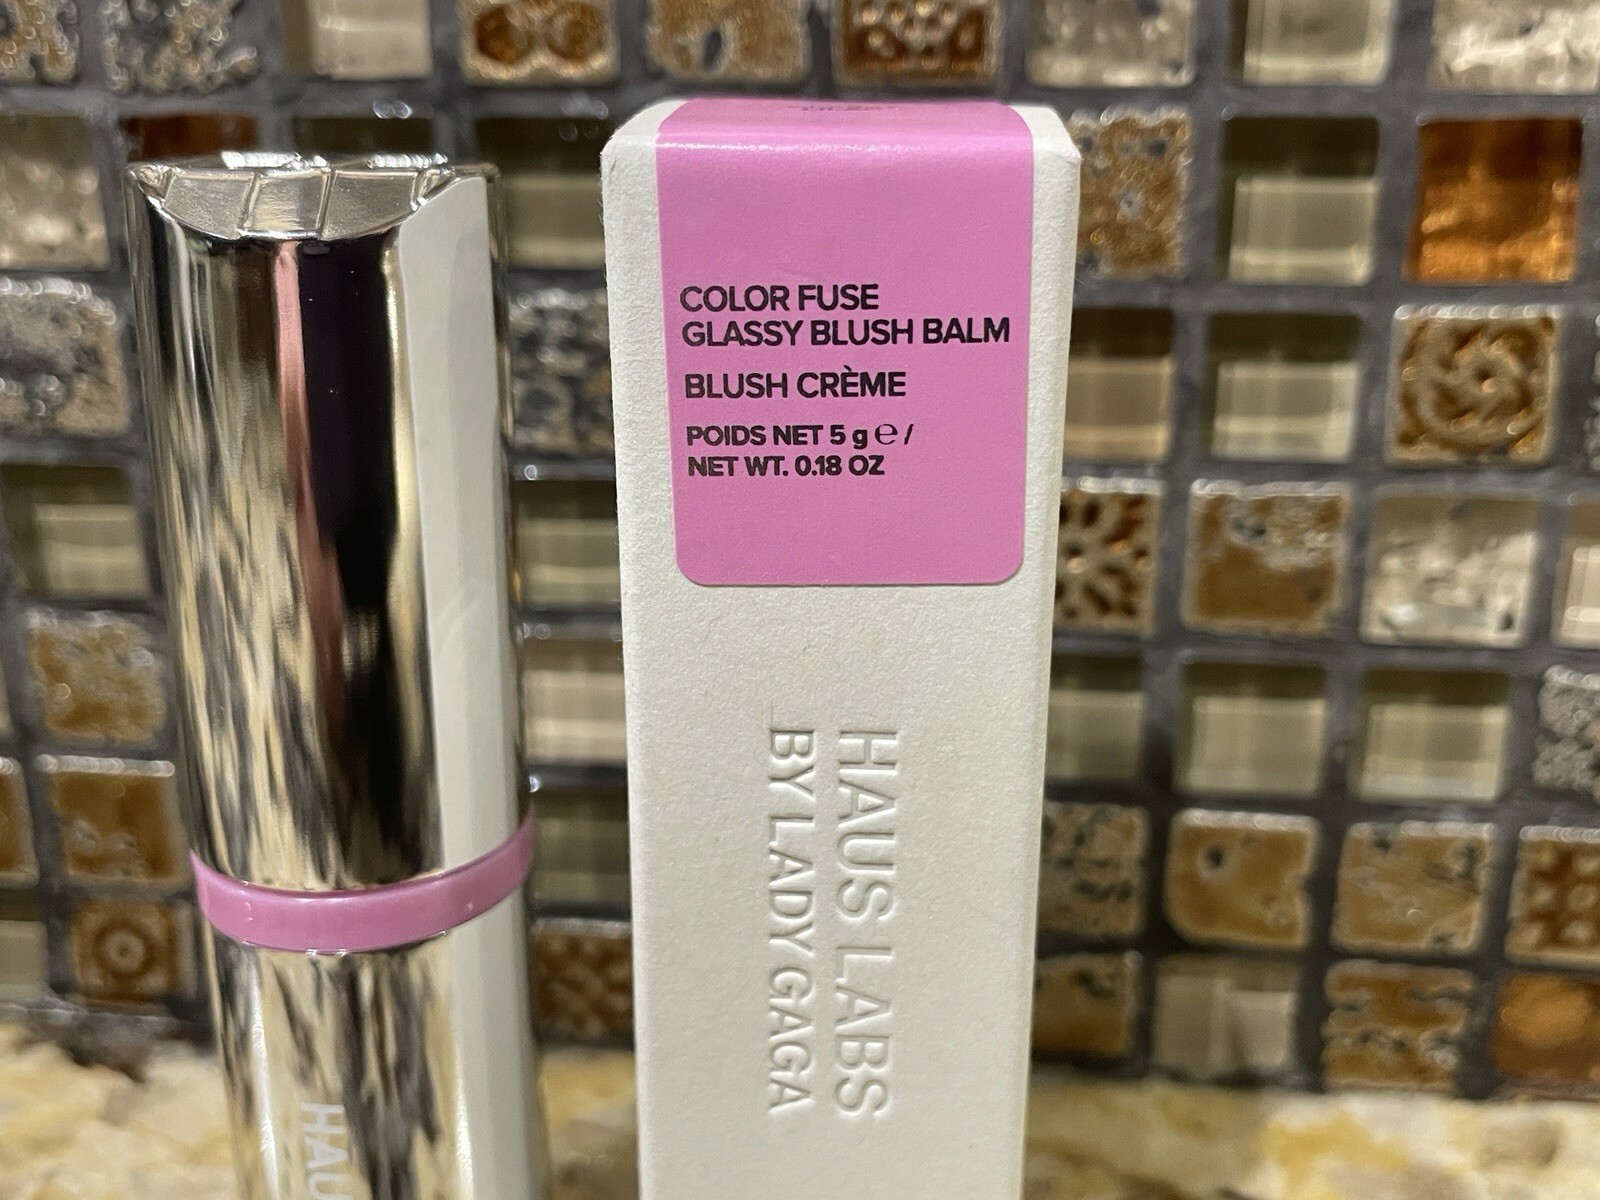 COLOR FUSE
GLASSY BLUSH BALM
BLUSH CRÈME
POIDS NET 5 g ℮ /
NET WT. 0.18 OZ
HAUS LABS
BY LADY GAGA
HAU